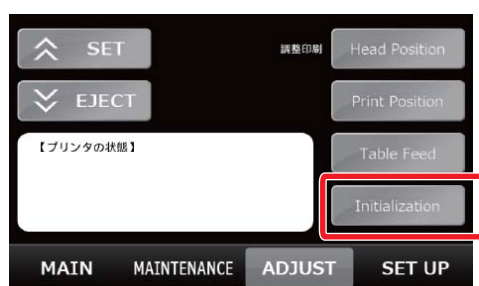 SET
調整印刷
Head Position
EJECT
Print Position
【プリンタの状態】
Table Feed
Initialization
MAIN MAINTENANCE ADJUST SET UP